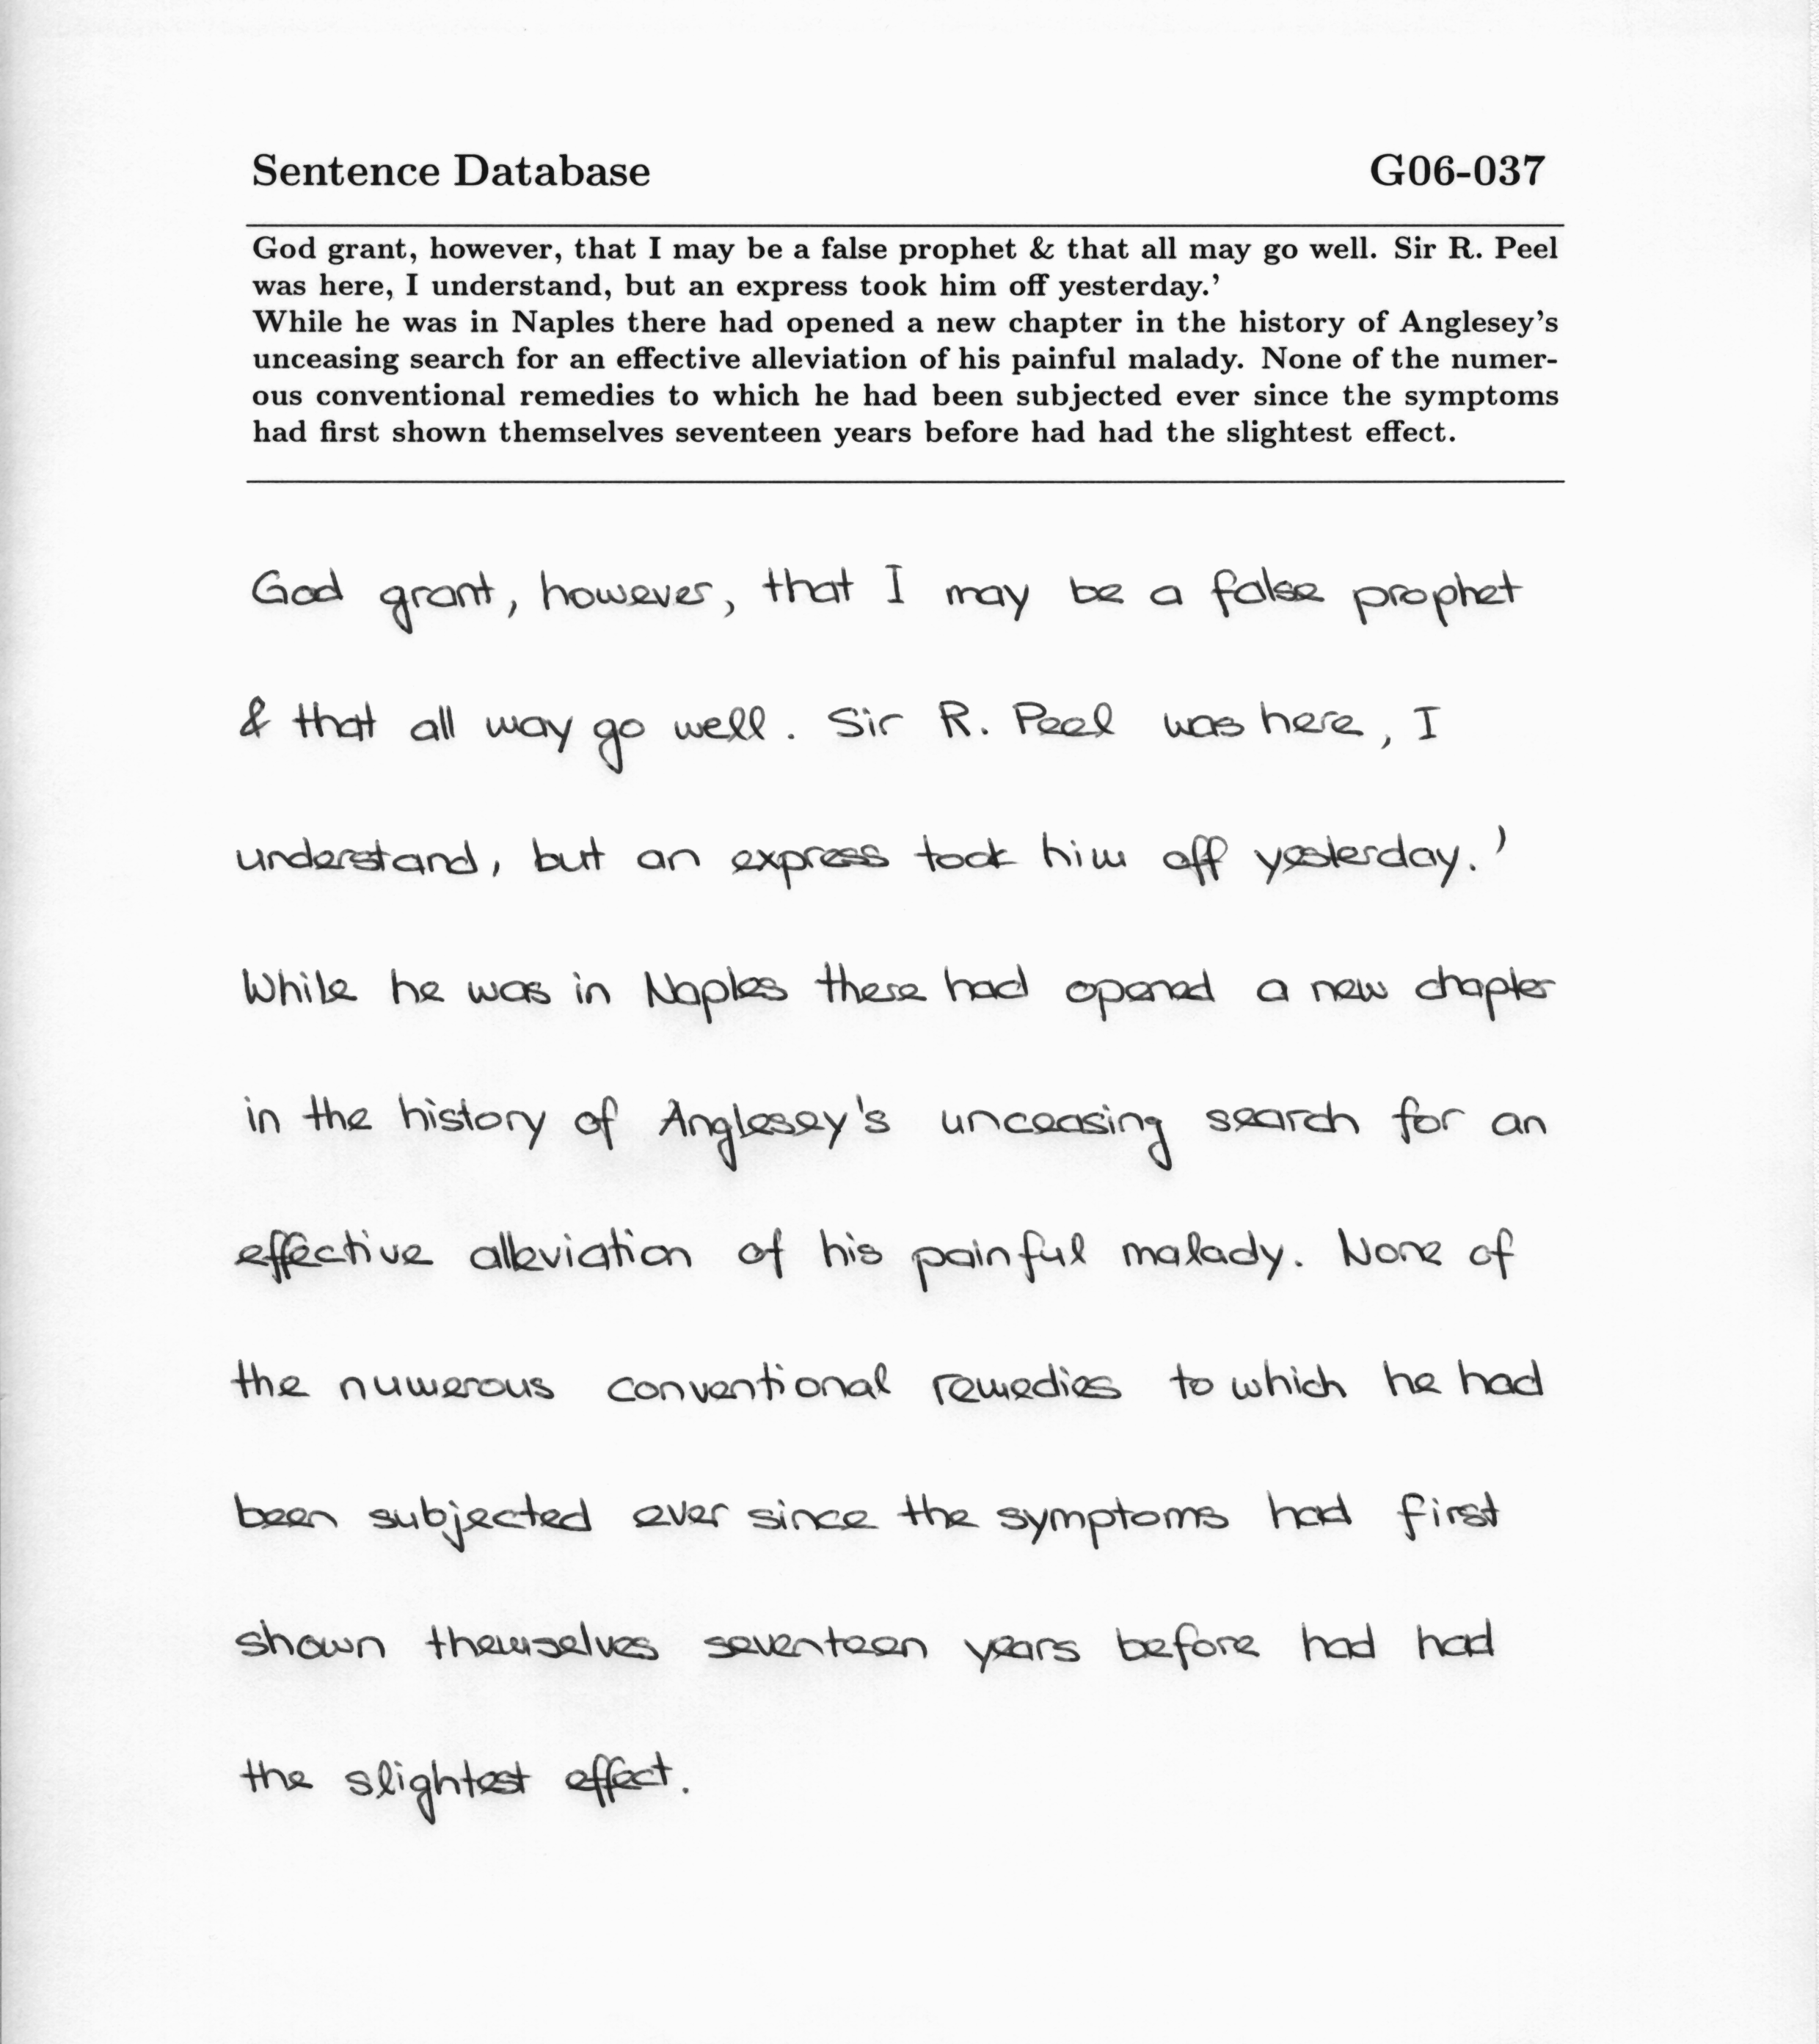 Sentence Database G06-037
God grant, however, that I may be a false prophet & that all may go well. Sir R. Peel
was here, I understand, but an express took him off yesterday.’
While he was in Naples there had opened a new chapter in the history of Anglesey’s
unceasing search for an effective alleviation of his painful malady. None of the numer-
ous conventional remedies to which he had been subjected ever since the symptoms
had first shown themselves seventeen years before had had the slightest effect.
God grant, however, that I may be a false prophet
& that all may go well. Sir R. Peel was here, I
understand, but an express took him off yesterday.’
While he was in Naples there had opened a new chapter
in the history of Anglesey's unceasing search for an
effective alleviation of his painful malady. None of
the numerous conventional remedies to which he had
been subjected ever since the symptoms had first
shown themselves seventeen years before had had
the slightest effect.